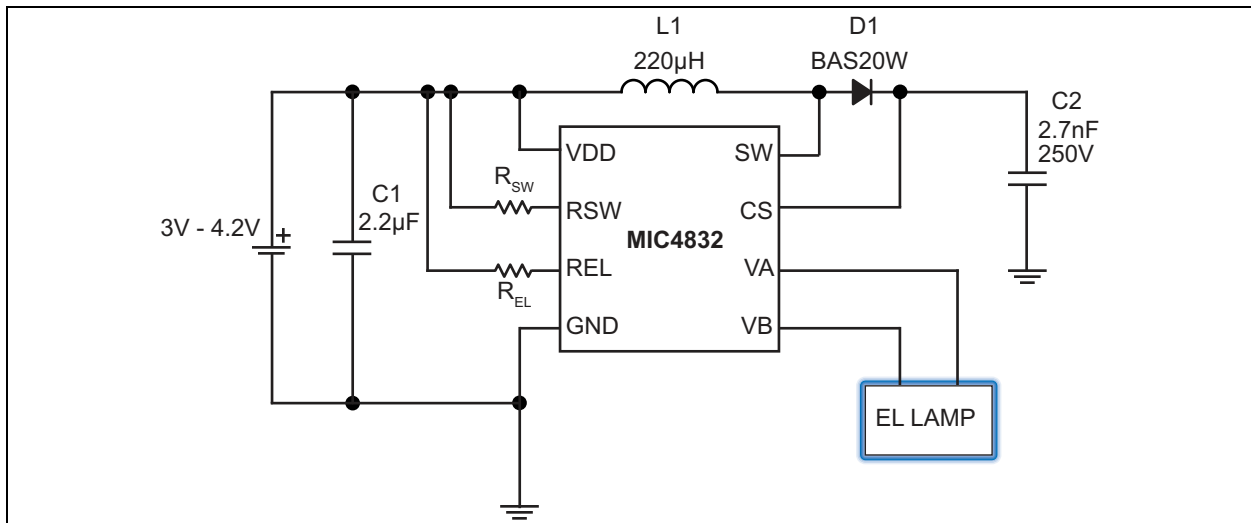 L1
220µH
D1
BAS20W
C2
2.7nF
250V
VDD
SW
R_SW
C1
2.2µF
RSW
CS
3V - 4.2V
+
MIC4832
REL
VA
R_EL
GND
VB
EL LAMP